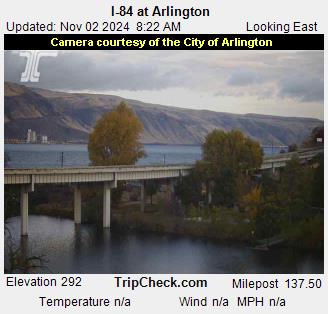 I-84 at Arlington
Updated: Nov 02 2024 8:22 AM Looking East
Camera courtesy of the City of Arlington
Elevation 292 TripCheck.com Milepost 137.50
Temperature n/a Wind n/a MPH n/a